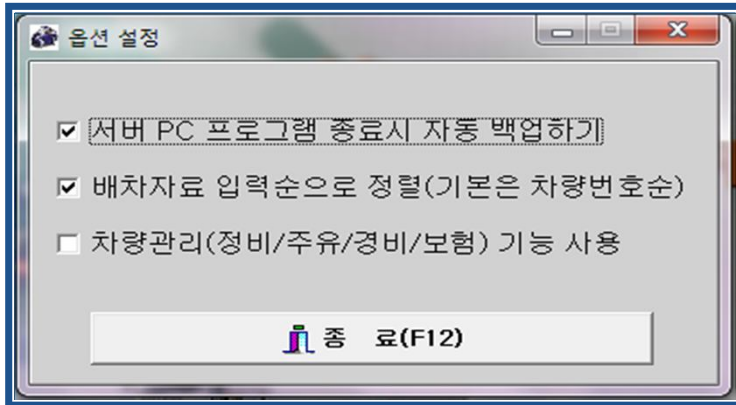 옵션 설정
서버 PC 프로그램 종료시 자동 백업하기
배차자료 입력순으로 정렬(기본은 차량번호순)
차량관리(정비/주유/경비/보험) 기능 사용
종 료(F12)